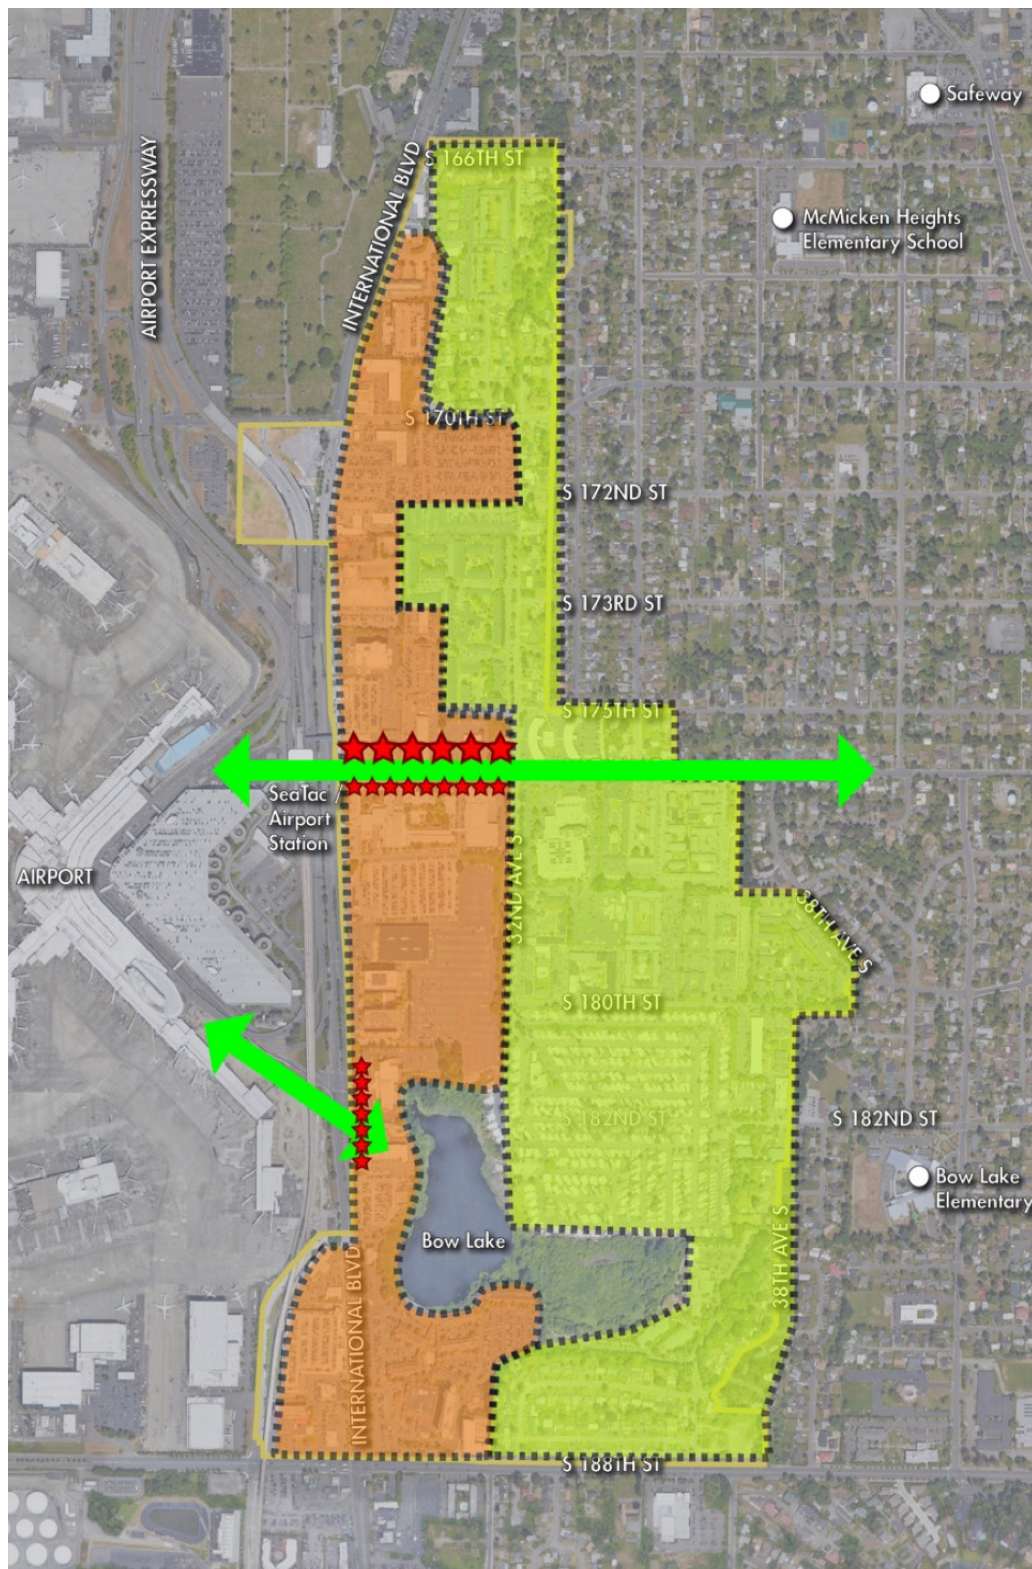 Safeway
S 166TH ST
INTERNATIONAL BLVD
AIRPORT EXPRESSWAY
McMicken Heights
Elementary School
S 170TH ST
S 172ND ST
S 173RD ST
S 175TH ST
SeaTac /
Airport
Station
AIRPORT
32ND AVE S
38TH AVE S
S 180TH ST
S 182ND ST
S 182ND ST
Bow Lake
Elementary
38TH AVE S
Bow Lake
INTERNATIONAL BLVD
S 188TH ST